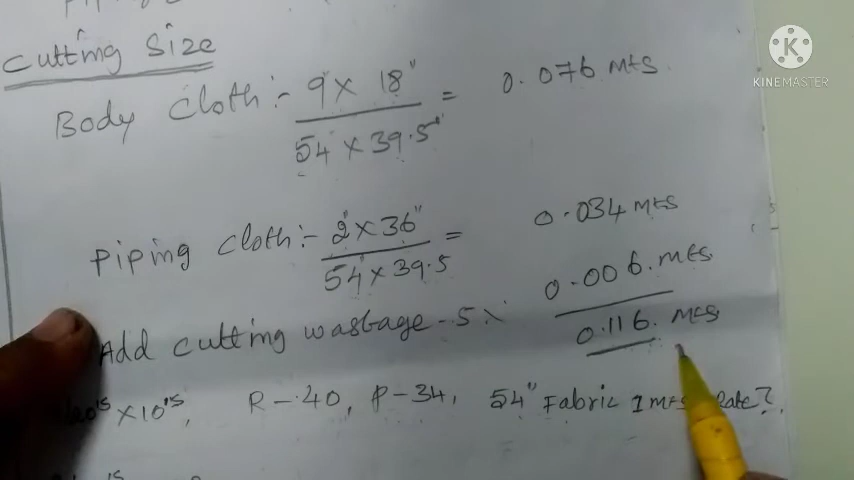 Cutting Size
Body Cloth:- 9 x 18" / 54 x 39.5" = 0.076 mts
Piping Cloth:- 2" x 36" / 54" x 39.5 = 0.034 mts
Add cutting wastage - 5% 0.006. mts
0.116. mts
x 10's, R - 40, P - 34, 54" Fabric 1 mts Rate?
KINEMASTER